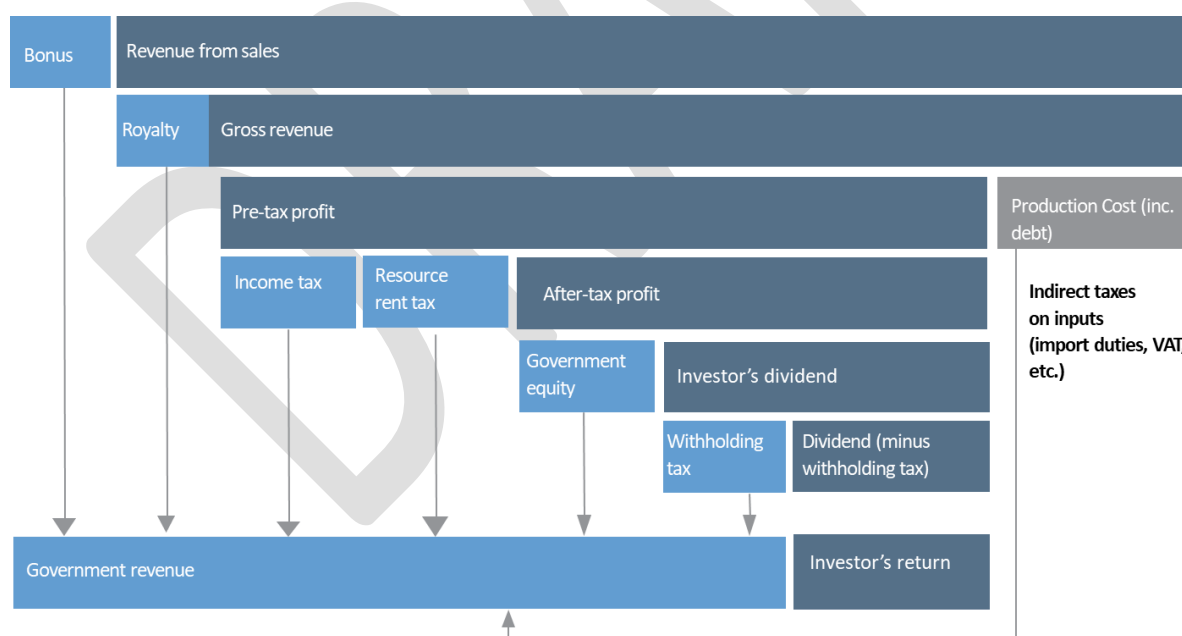 Bonus
Revenue from sales
Royalty
Gross revenue
Pre-tax profit
Production Cost (inc.
debt)
Income tax
Resource
rent tax
After-tax profit
Indirect taxes
on inputs
(import duties, VAT,
etc.)
Government
equity
Investor’s dividend
Withholding
tax
Dividend (minus
withholding tax)
Government revenue
Investor’s return